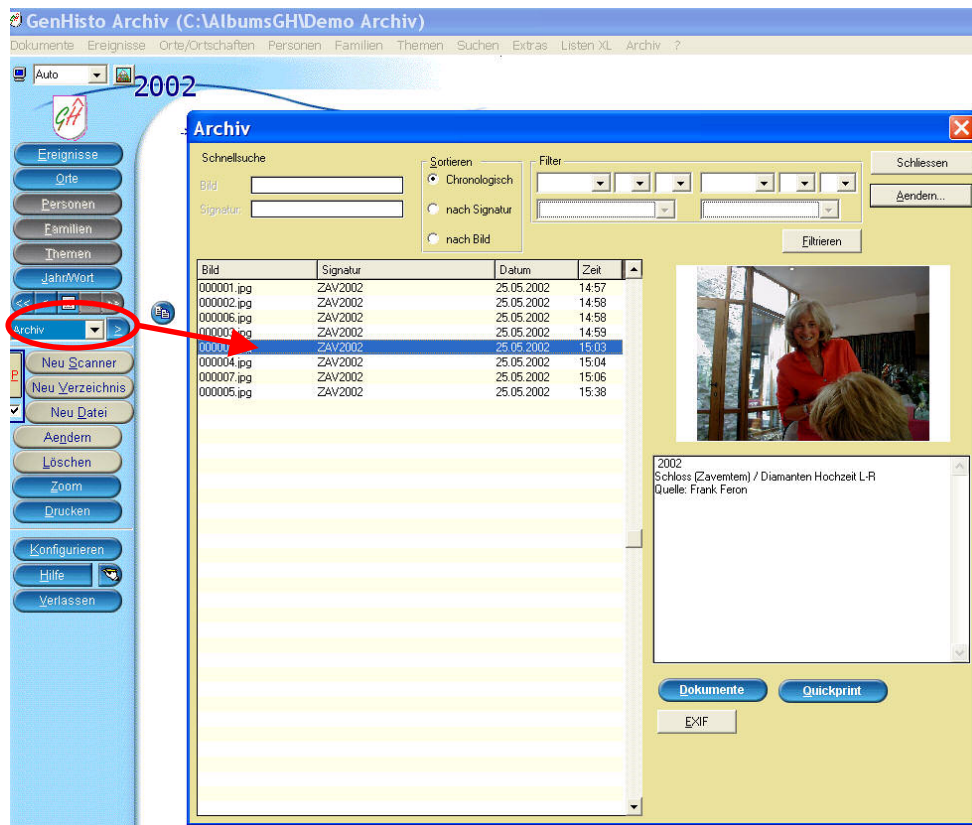 GenHisto Archiv (C:\AlbumsGH\Demo Archiv)
Dokumente Ereignisse Orte/Ortschaften Personen Familien Themen Suchen Extras Listen XL Archiv ?
Auto
2002
GH
Ereignisse
Orte
Personen
Familien
Themen
Jahr/Wort
<< < >>
Archiv >
Neu Scanner
P
Neu Verzeichnis
Neu Datei
Aendern
Löschen
Zoom
Drucken
Konfigurieren
Hilfe
Verlassen
Archiv
Schnellsuche
Bild
Signatur
Sortieren
Chronologisch
nach Signatur
nach Bild
Filter
Filtrieren
Schliessen
Aendern...
Bild Signatur Datum Zeit
000001.jpg ZAV2002 25.05.2002 14:57
000002.jpg ZAV2002 25.05.2002 14:58
000006.jpg ZAV2002 25.05.2002 14:58
000003.jpg ZAV2002 25.05.2002 14:59
ZAV2002 25.05.2002 15:03
000004.jpg ZAV2002 25.05.2002 15:04
000007.jpg ZAV2002 25.05.2002 15:06
000005.jpg ZAV2002 25.05.2002 15:38
2002
Schloss (Zaventem) / Diamanten Hochzeit L-R
Quelle: Frank Feron
Dokumente
Quickprint
EXIF